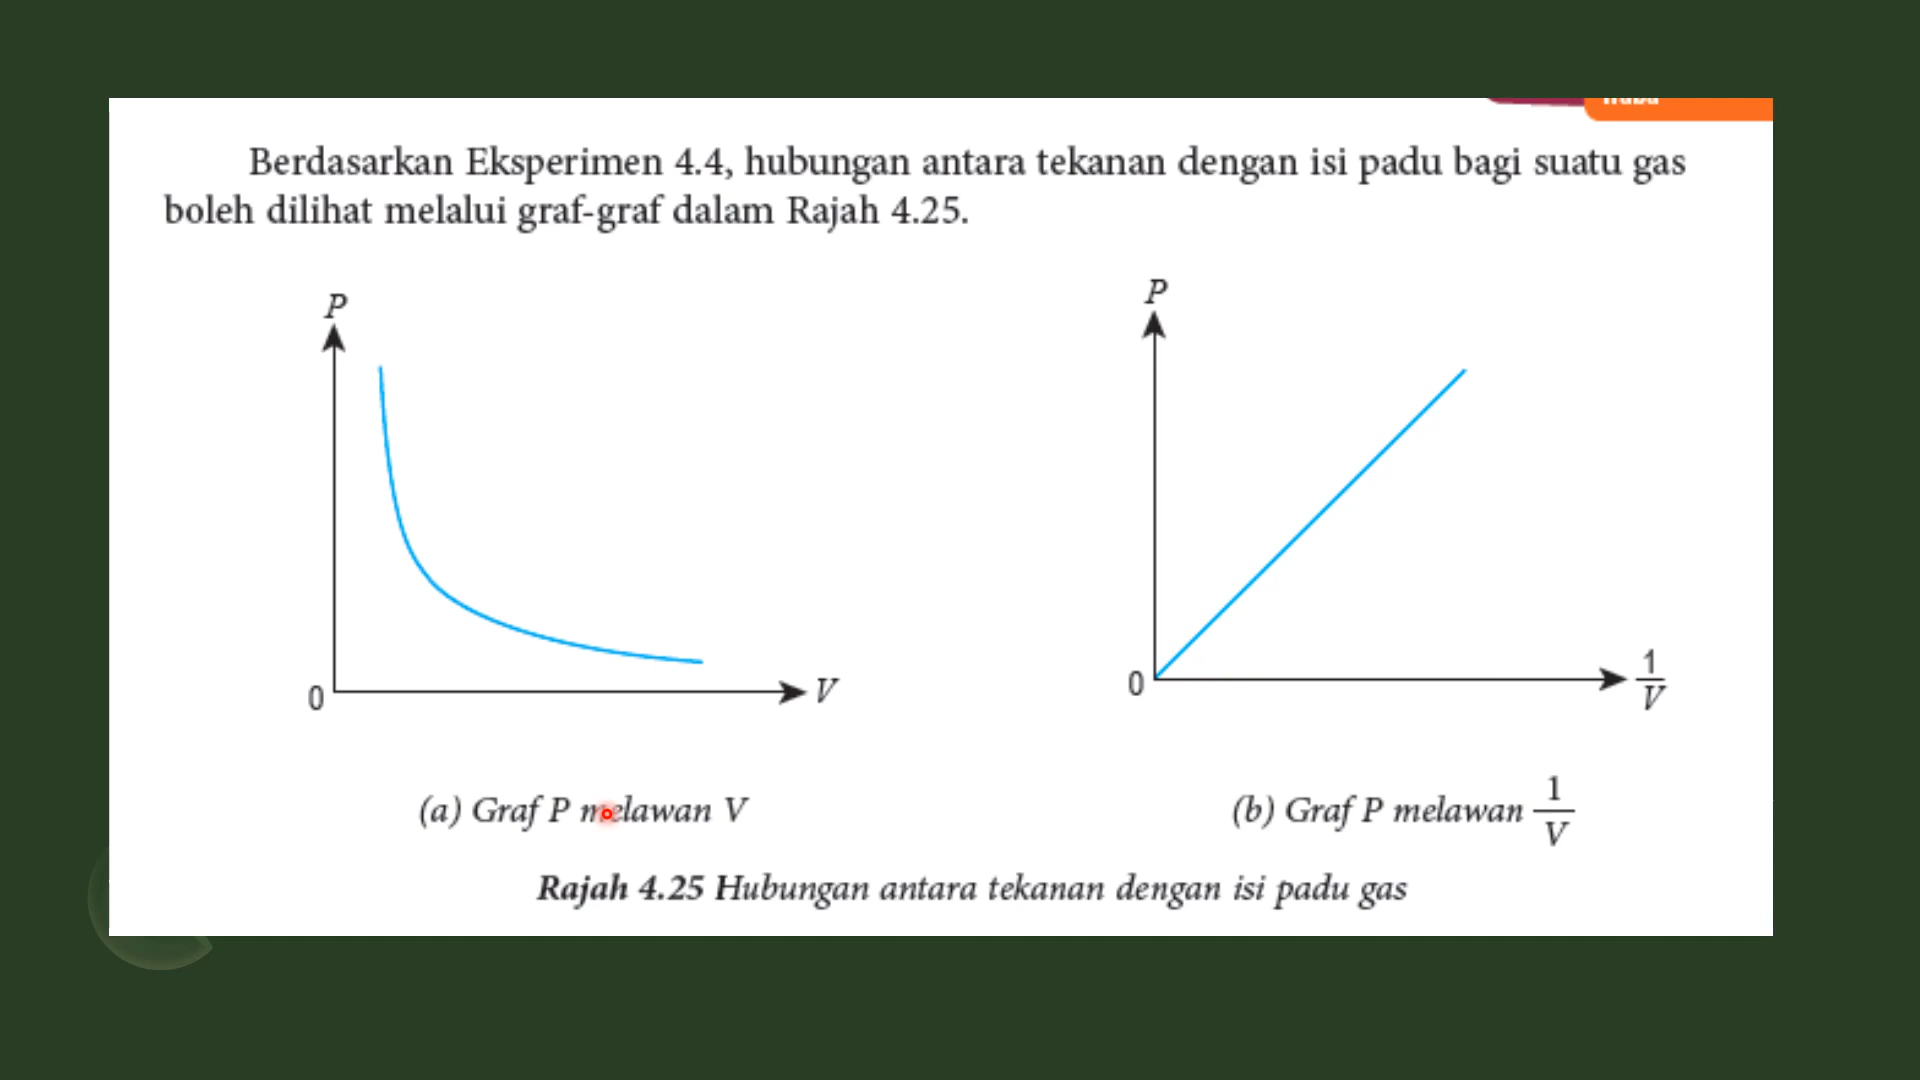 Berdasarkan Eksperimen 4.4, hubungan antara tekanan dengan isi padu bagi suatu gas
boleh dilihat melalui graf-graf dalam Rajah 4.25.
P
0
V
P
0
1
V
(a) Graf P melawan V
(b) Graf P melawan 1/V
Rajah 4.25 Hubungan antara tekanan dengan isi padu gas